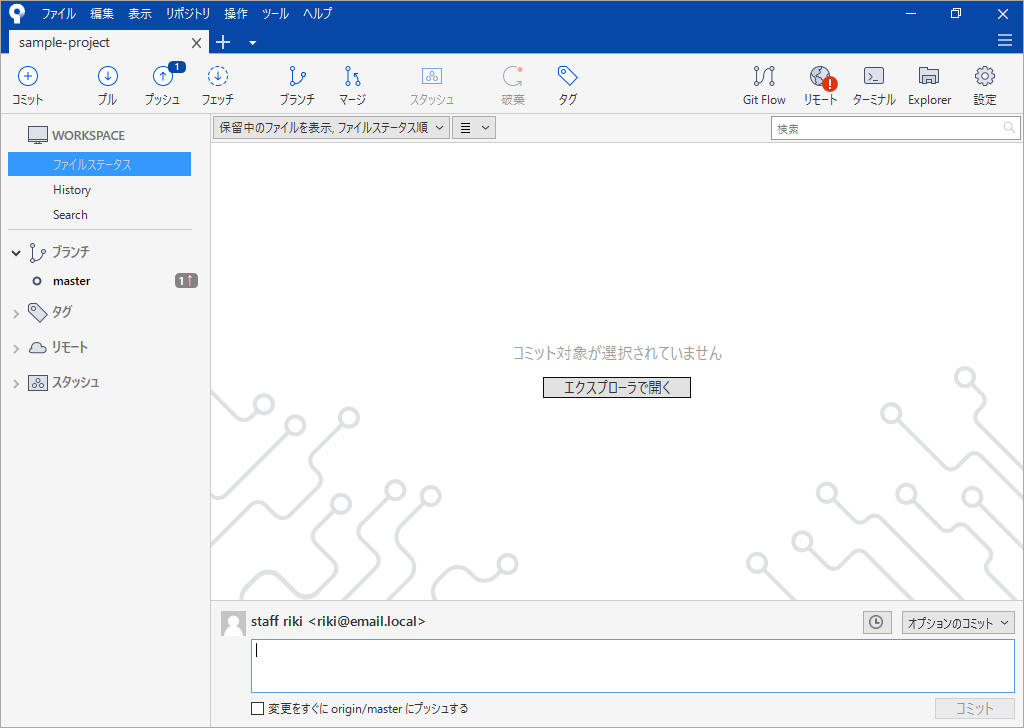 ファイル 編集 表示 リポジトリ 操作 ツール ヘルプ
sample-project
1
コミット プル プッシュ フェッチ ブランチ マージ スタッシュ 破棄 タグ Git Flow リモート ターミナル Explorer 設定
WORKSPACE
ファイルステータス
History
Search
ブランチ
master 1↑
タグ
リモート
スタッシュ
保留中のファイルを表示, ファイルステータス順
検索
コミット対象が選択されていません
エクスプローラで開く
staff riki <riki@email.local>
オプションのコミット
変更をすぐに origin/master にプッシュする
コミット